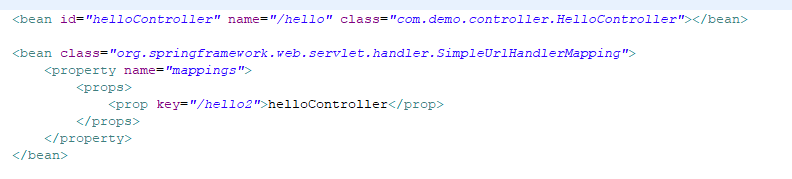 <bean id="helloController" name="/hello" class="com.demo.controller.HelloController"></bean>
<bean class="org.springframework.web.servlet.handler.SimpleUrlHandlerMapping">
<property name="mappings">
<props>
<prop key="/hello2">helloController</prop>
</props>
</property>
</bean>